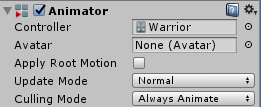 Animator
Controller Warrior
Avatar None (Avatar)
Apply Root Motion
Update Mode Normal
Culling Mode Always Animate